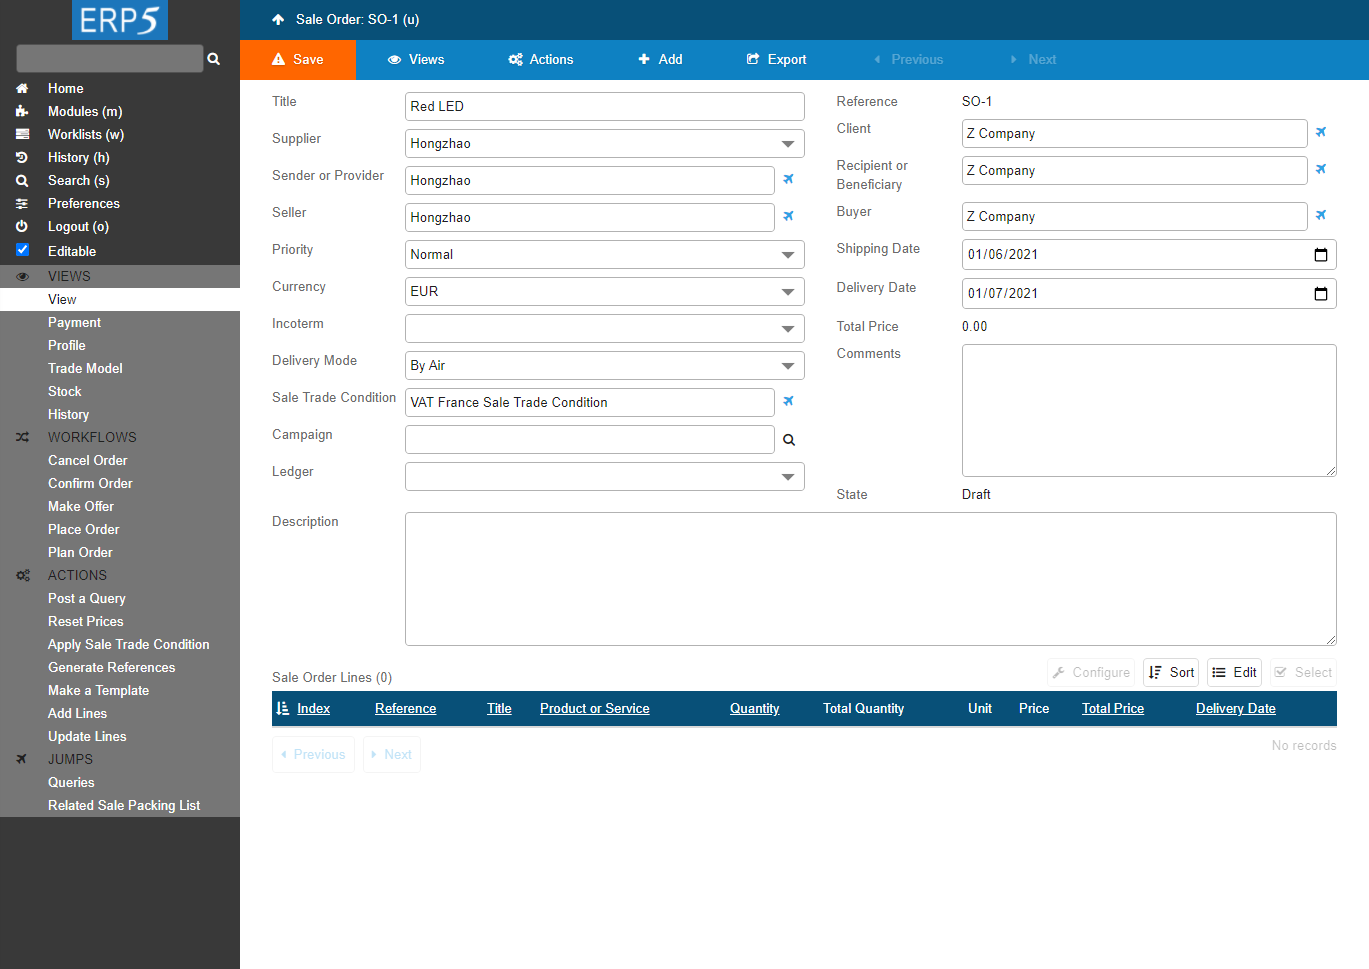 ERP5
Home
Modules (m)
Worklists (w)
History (h)
Search (s)
Preferences
Logout (o)
Editable
VIEWS
View
Payment
Profile
Trade Model
Stock
History
WORKFLOWS
Cancel Order
Confirm Order
Make Offer
Place Order
Plan Order
ACTIONS
Post a Query
Reset Prices
Apply Sale Trade Condition
Generate References
Make a Template
Add Lines
Update Lines
JUMPS
Queries
Related Sale Packing List
Sale Order: SO-1 (u)
Save Views Actions Add Export Previous Next
Title Red LED
Supplier Hongzhao
Sender or Provider Hongzhao
Seller Hongzhao
Priority Normal
Currency EUR
Incoterm
Delivery Mode By Air
Sale Trade Condition VAT France Sale Trade Condition
Campaign
Ledger
Reference SO-1
Client Z Company
Recipient or
Beneficiary Z Company
Buyer Z Company
Shipping Date 01/06/2021
Delivery Date 01/07/2021
Total Price 0.00
Comments
State Draft
Description
Sale Order Lines (0) Configure Sort Edit Select
Index Reference Title Product or Service Quantity Total Quantity Unit Price Total Price Delivery Date
Previous Next No records